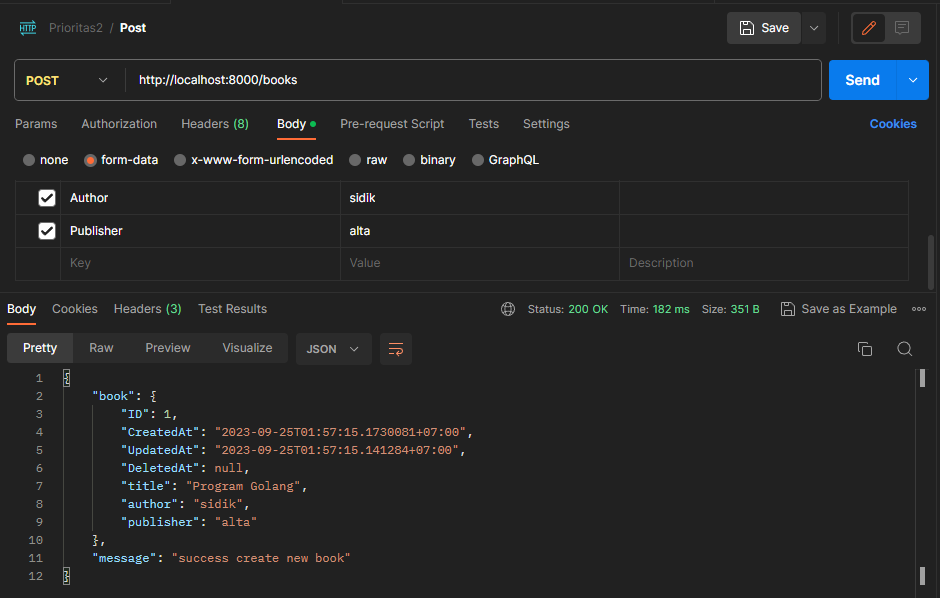 HTTP Prioritas2 / Post Save
POST http://localhost:8000/books Send
Params Authorization Headers (8) Body Pre-request Script Tests Settings Cookies
none form-data x-www-form-urlencoded raw binary GraphQL
Author sidik
Publisher alta
Key Value Description
Body Cookies Headers (3) Test Results Status: 200 OK Time: 182 ms Size: 351 B Save as Example
Pretty Raw Preview Visualize JSON
1 {
2 "book": {
3 "ID": 1,
4 "CreatedAt": "2023-09-25T01:57:15.1730081+07:00",
5 "UpdatedAt": "2023-09-25T01:57:15.141284+07:00",
6 "DeletedAt": null,
7 "title": "Program Golang",
8 "author": "sidik",
9 "publisher": "alta"
10 },
11 "message": "success create new book"
12 }